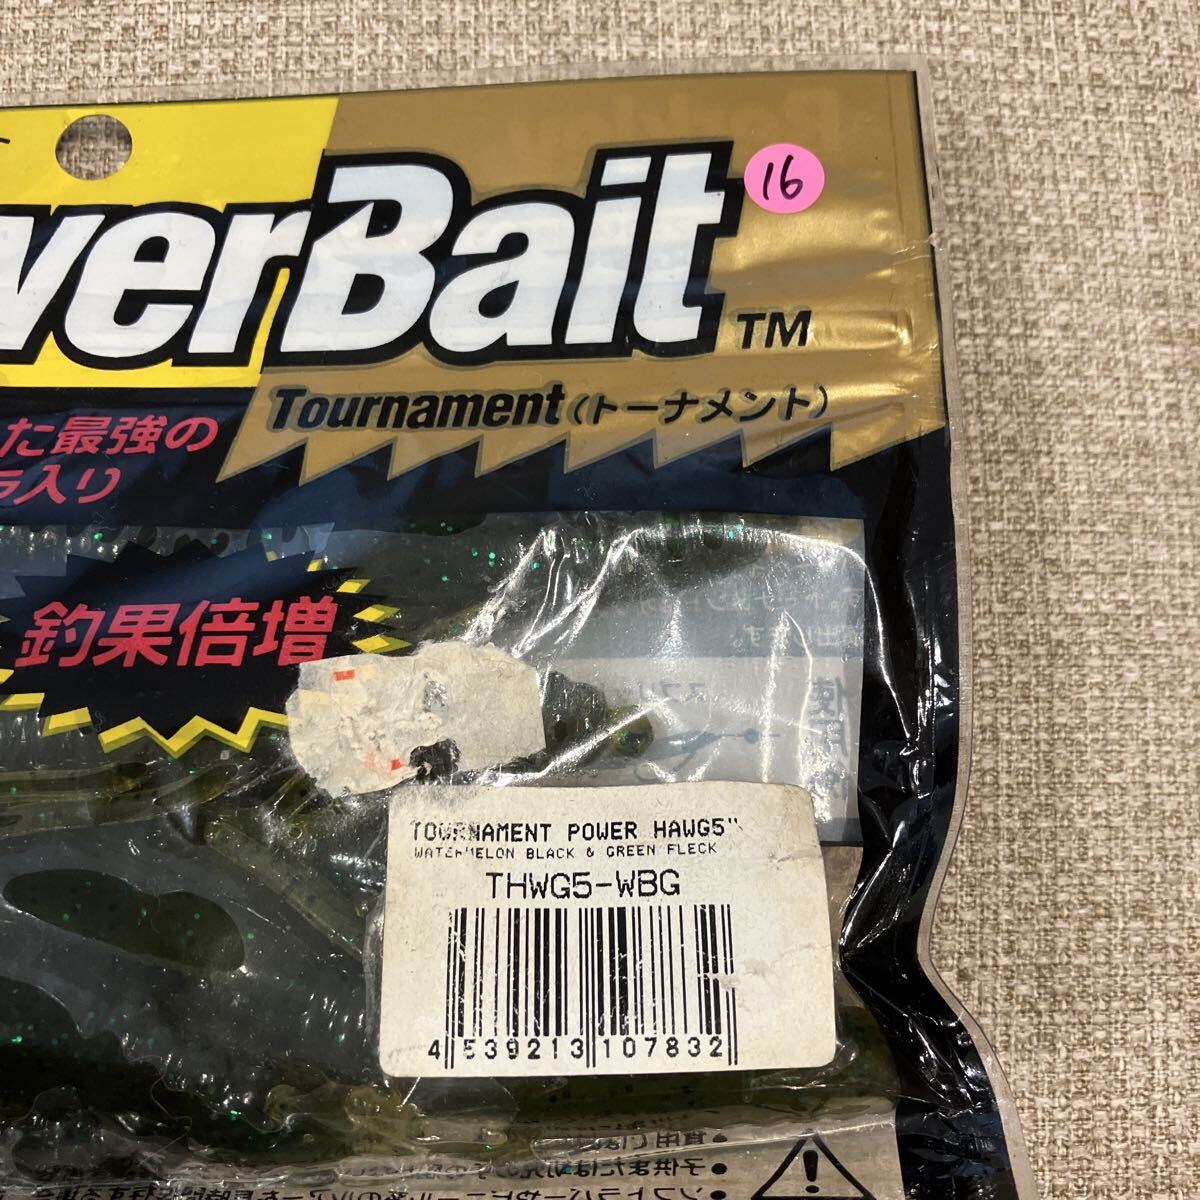 werBait
TM
16
Tournament(トーナメント)
た最強の
ラ入り
釣果倍増
TOURNAMENT POWER HAWG5"
WATERMELON BLACK & GREEN FLECK
THWG5-WBG
4 539213 107832